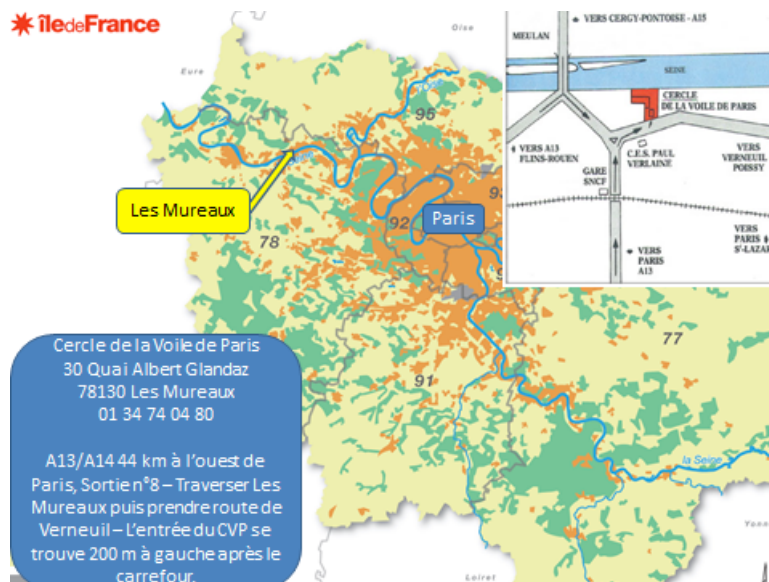 îledeFrance
Oise
Eure
95
l'Oise
Seine
Les Mureaux
Paris
92
93
78
91
77
la Seine
Loiret
MEULAN
VERS CERGY-PONTOISE - A15
SEINE
CERCLE
DE LA VOILE DE PARIS
VERS A13
FLINS-ROUEN
C.E.S. PAUL
VERLAINE
VERS
VERNEUIL
POISSY
GARE
SNCF
VERS
PARIS
A13
VERS
PARIS
St-LAZAR
Cercle de la Voile de Paris
30 Quai Albert Glandaz
78130 Les Mureaux
01 34 74 04 80
A13/A14 44 km à l'ouest de
Paris, Sortie n°8 – Traverser Les
Mureaux puis prendre route de
Verneuil – L'entrée du CVP se
trouve 200 m à gauche après le
carrefour.